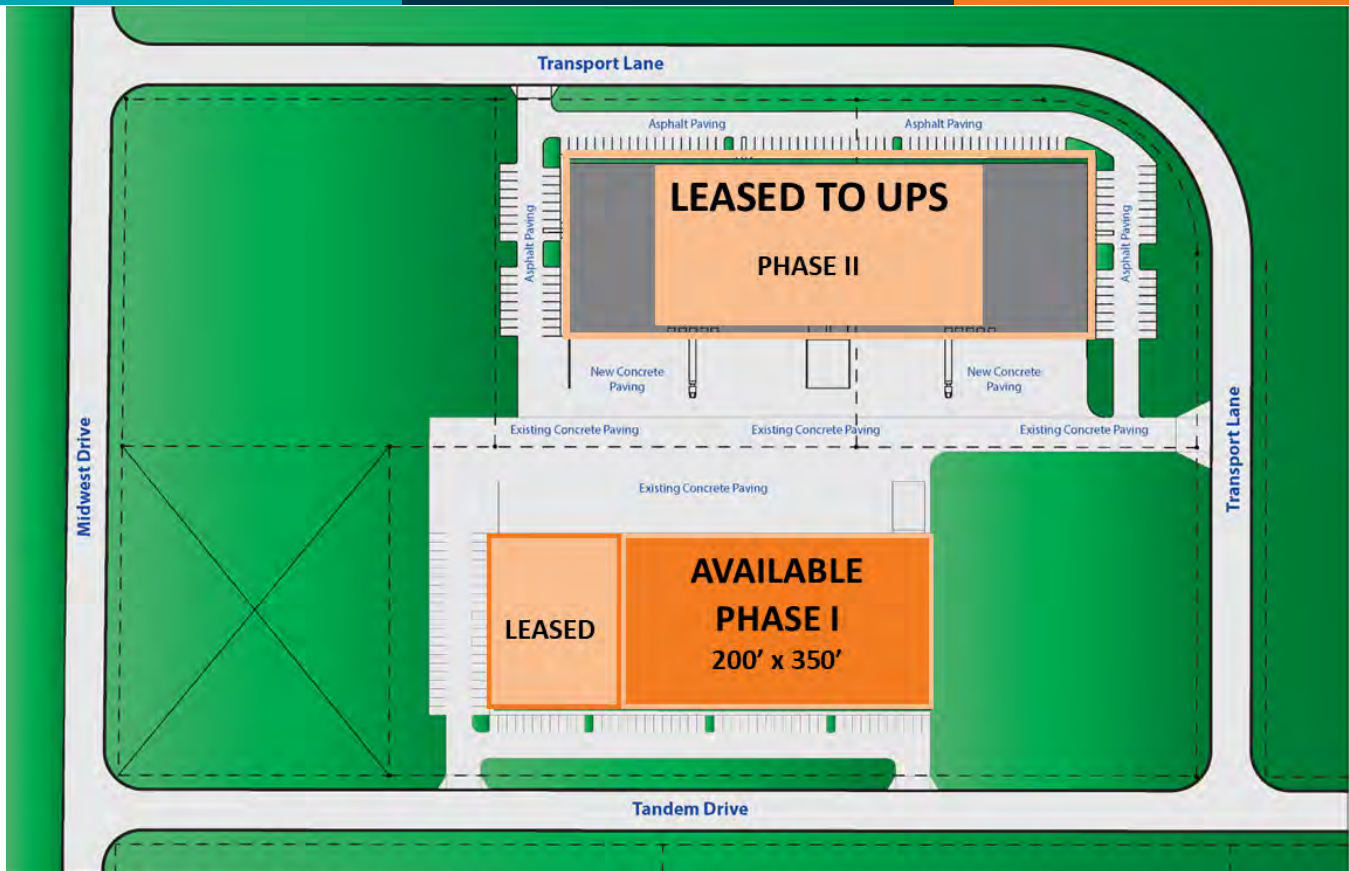 Transport Lane
Asphalt Paving
Asphalt Paving
LEASED TO UPS
PHASE II
Asphalt Paving
Asphalt Paving
New Concrete
Paving
New Concrete
Paving
Existing Concrete Paving
Existing Concrete Paving
Existing Concrete Paving
Midwest Drive
Transport Lane
Existing Concrete Paving
LEASED
AVAILABLE
PHASE I
200’ x 350’
Tandem Drive